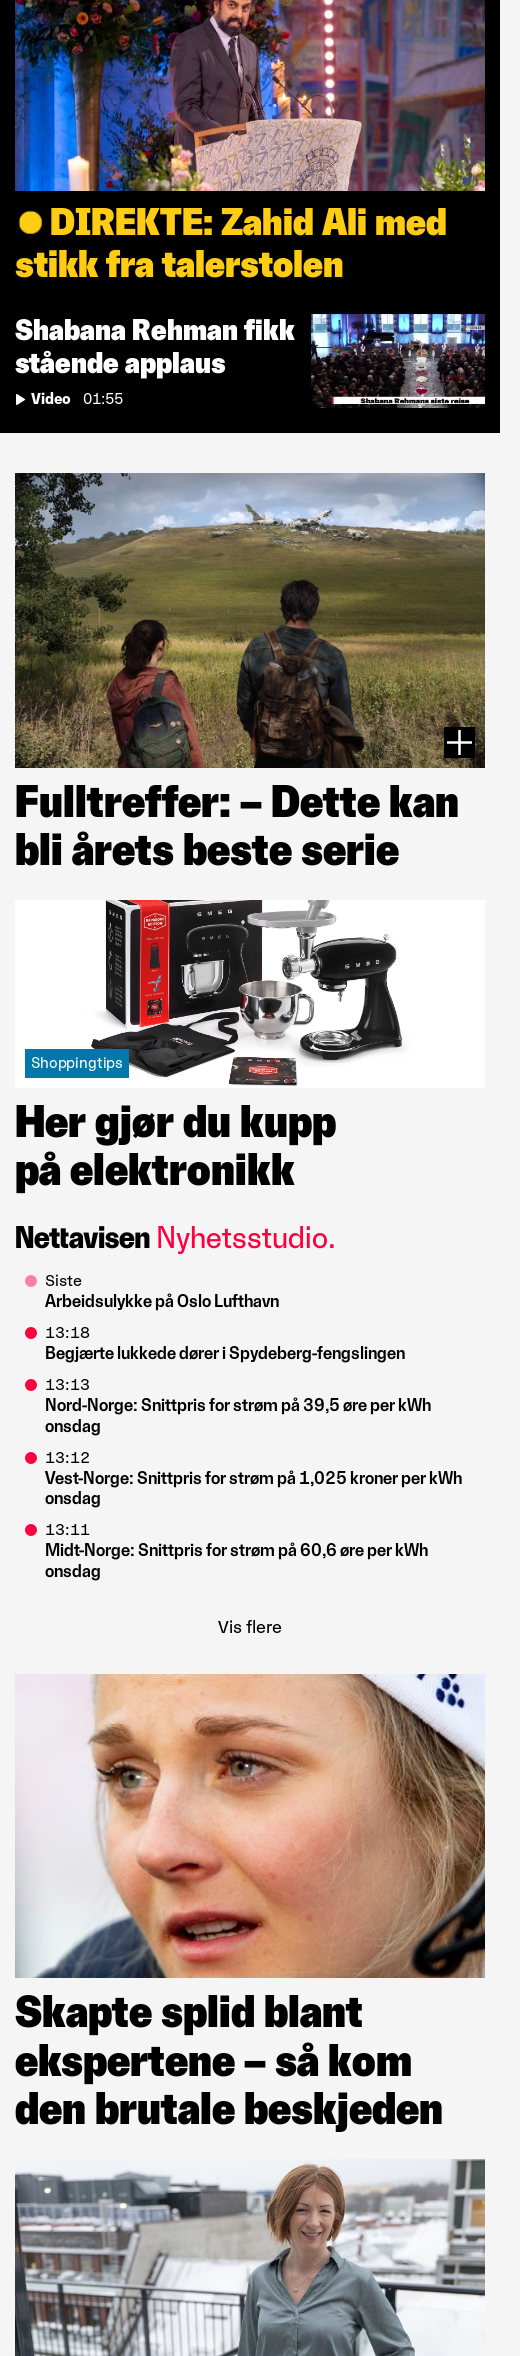 DIREKTE: Zahid Ali med
stikk fra talerstolen
Shabana Rehman fikk
stående applaus
Video 01:55
Shabana Rehmans siste reise
Fulltreffer: – Dette kan
bli årets beste serie
SMEG
SMEG
Shoppingtips
Her gjør du kupp
på elektronikk
Nettavisen Nyhetsstudio.
Siste
Arbeidsulykke på Oslo Lufthavn
13:18
Begjærte lukkede dører i Spydeberg-fengslingen
13:13
Nord-Norge: Snittpris for strøm på 39,5 øre per kWh
onsdag
13:12
Vest-Norge: Snittpris for strøm på 1,025 kroner per kWh
onsdag
13:11
Midt-Norge: Snittpris for strøm på 60,6 øre per kWh
onsdag
Vis flere
Skapte splid blant
ekspertene – så kom
den brutale beskjeden